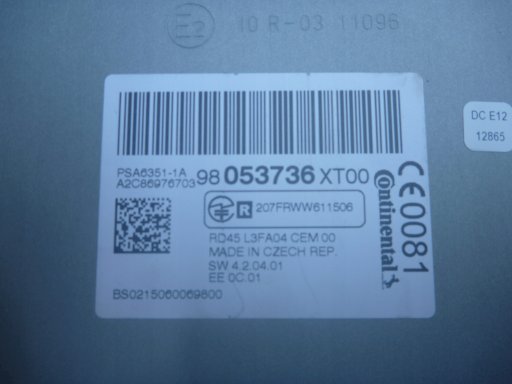 E2 10 R-03 11095
DC E12
12865
PSA6351-1A
A2C86976703
98 053736 XT00
R 207FRWW611506
RD45 L3FA04 CEM 00
MADE IN CZECH REP.
SW 4.2.04.01
EE 0C.01
BS0215060069800
CE0081
Continental